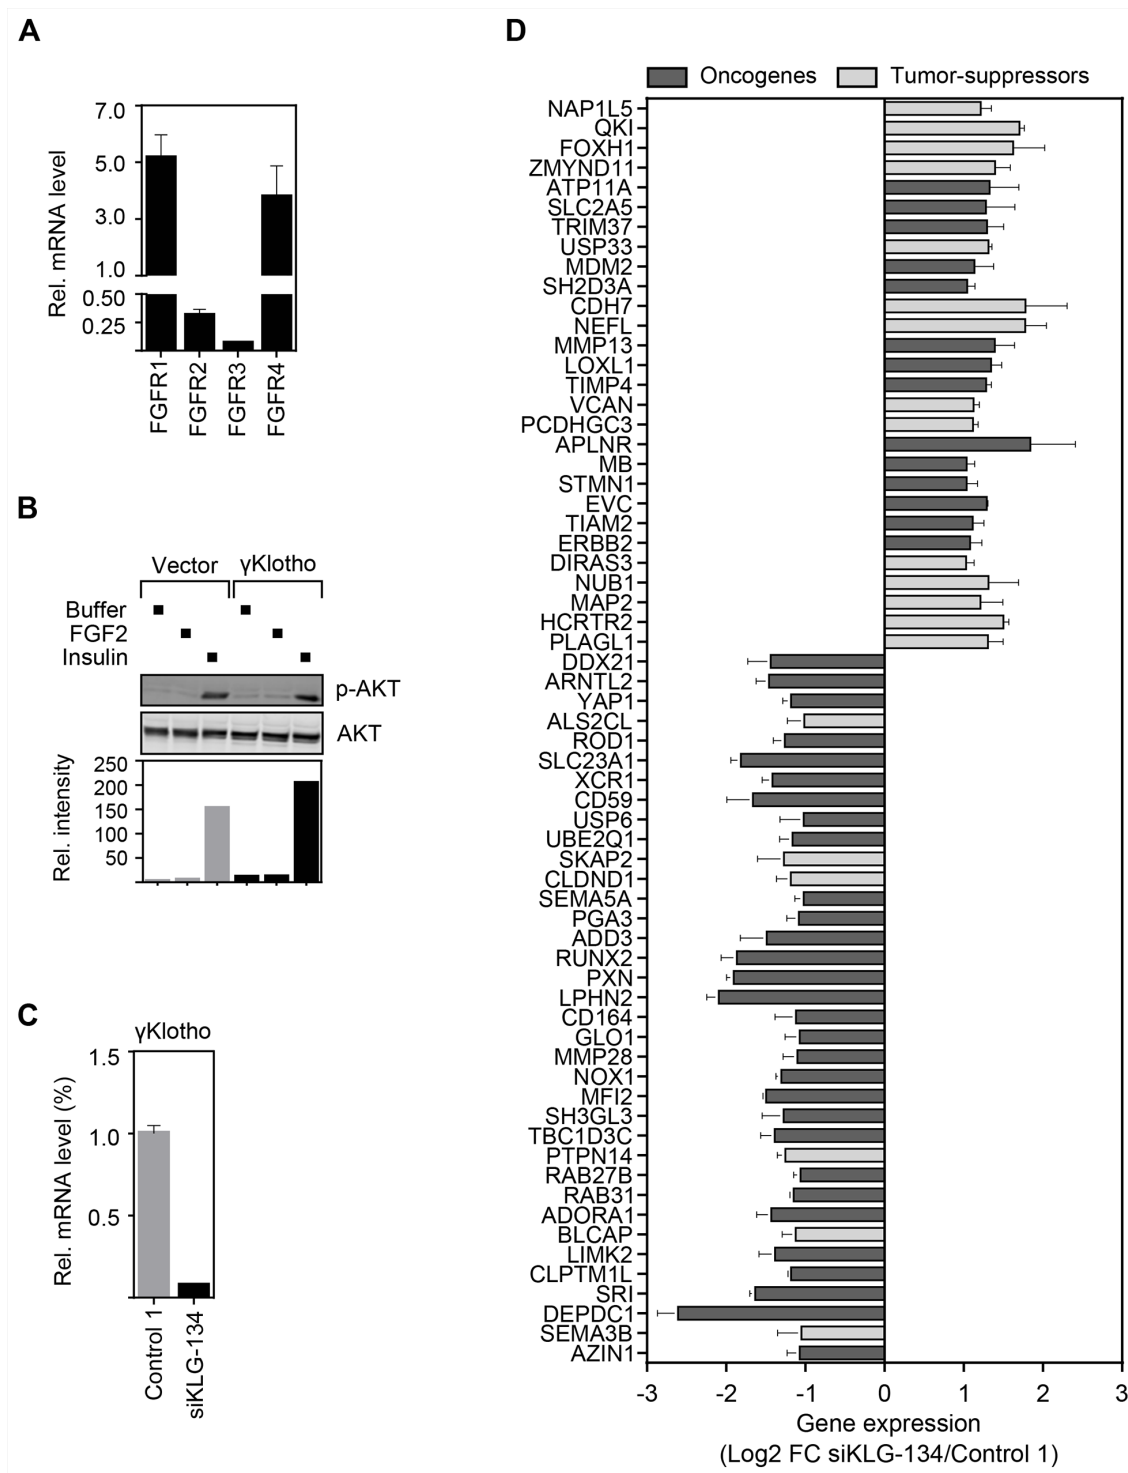 A
7.0
5.0
3.0
1.0
0.50
0.25
Rel. mRNA level
FGFR1
FGFR2
FGFR3
FGFR4
B
Vector
γKlotho
Buffer
FGF2
Insulin
p-AKT
AKT
250
200
150
100
50
Rel. intensity
C
γKlotho
1.5
1.0
0.5
Rel. mRNA level (%)
Control 1
siKLG-134
D
Oncogenes
Tumor-suppressors
NAP1L5
QKI
FOXH1
ZMYND11
ATP11A
SLC2A5
TRIM37
USP33
MDM2
SH2D3A
CDH7
NEFL
MMP13
LOXL1
TIMP4
VCAN
PCDHGC3
APLNR
MB
STMN1
EVC
TIAM2
ERBB2
DIRAS3
NUB1
MAP2
HCRTR2
PLAGL1
DDX21
ARNTL2
YAP1
ALS2CL
ROD1
SLC23A1
XCR1
CD59
USP6
UBE2Q1
SKAP2
CLDND1
SEMA5A
PGA3
ADD3
RUNX2
PXN
LPHN2
CD164
GLO1
MMP28
NOX1
MFI2
SH3GL3
TBC1D3C
PTPN14
RAB27B
RAB31
ADORA1
BLCAP
LIMK2
CLPTM1L
SRI
DEPDC1
SEMA3B
AZIN1
-3 -2 -1 0 1 2 3
Gene expression
(Log2 FC siKLG-134/Control 1)